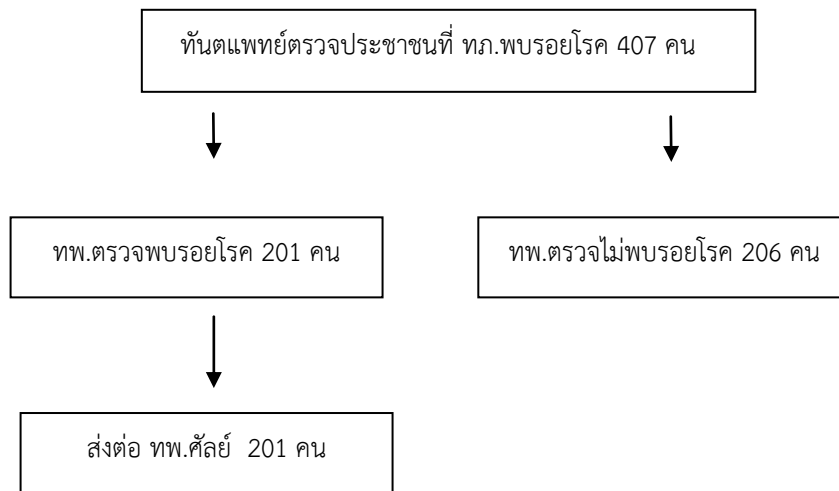 ทันตแพทย์ตรวจประชาชนที่ ทภ.พบรอยโรค 407 คน
ทพ.ตรวจพบรอยโรค 201 คน
ทพ.ตรวจไม่พบรอยโรค 206 คน
ส่งต่อ ทพ.ศัลย์ 201 คน